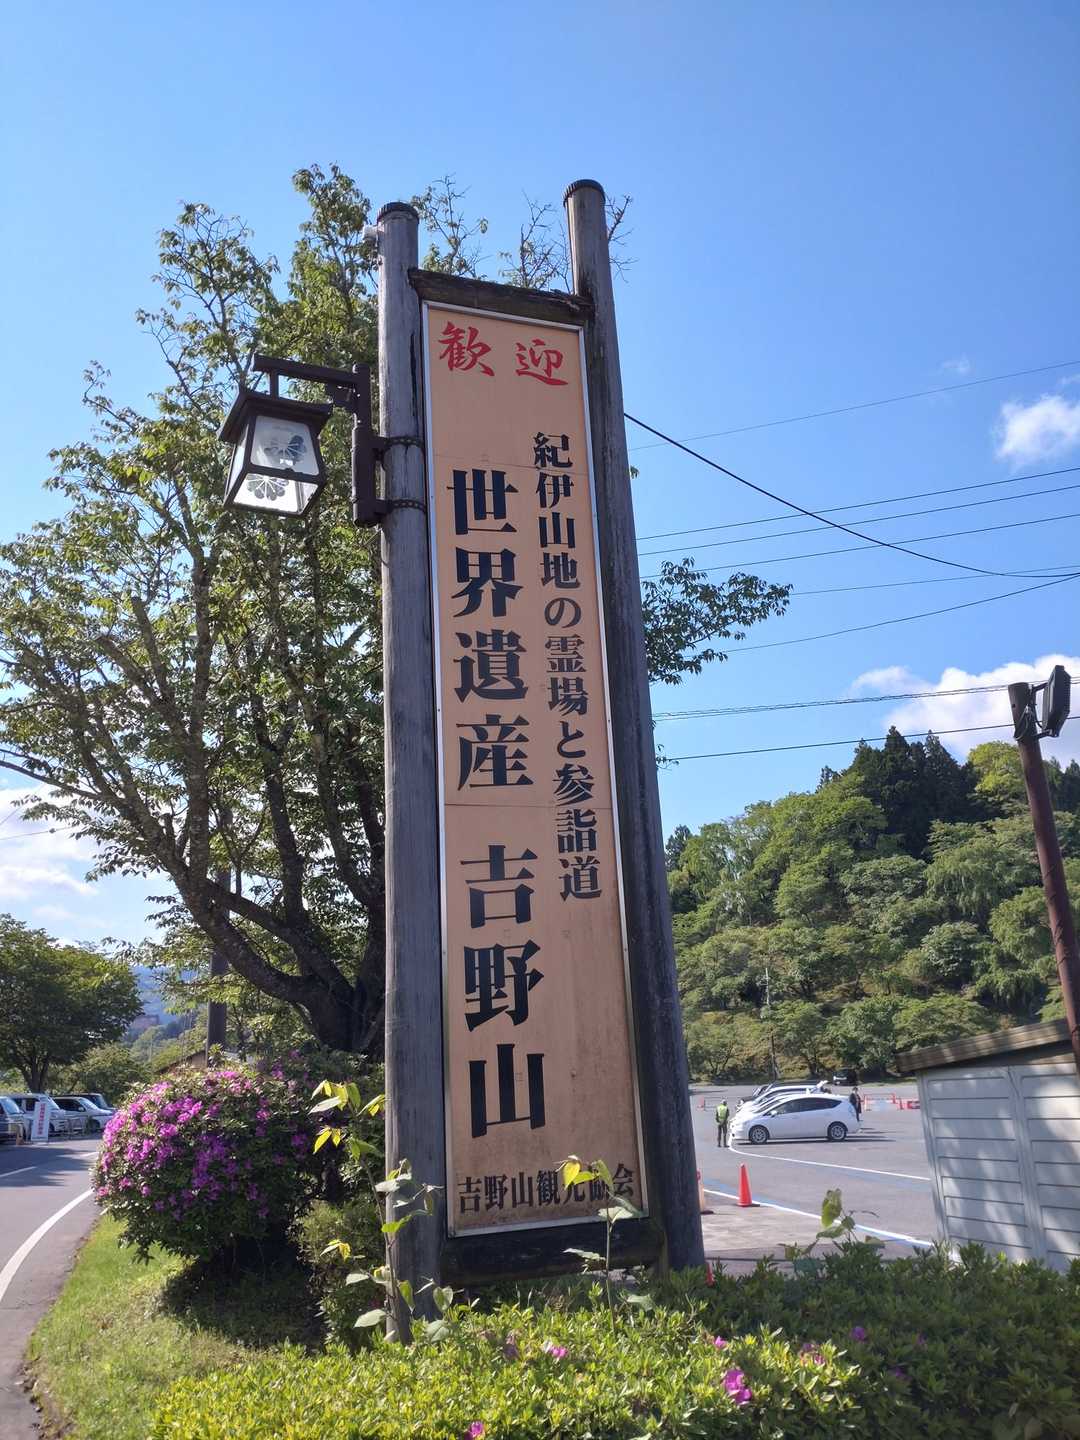 歓迎
紀伊山地の霊場と参詣道
世界遺産 吉野山
吉野山観光協会